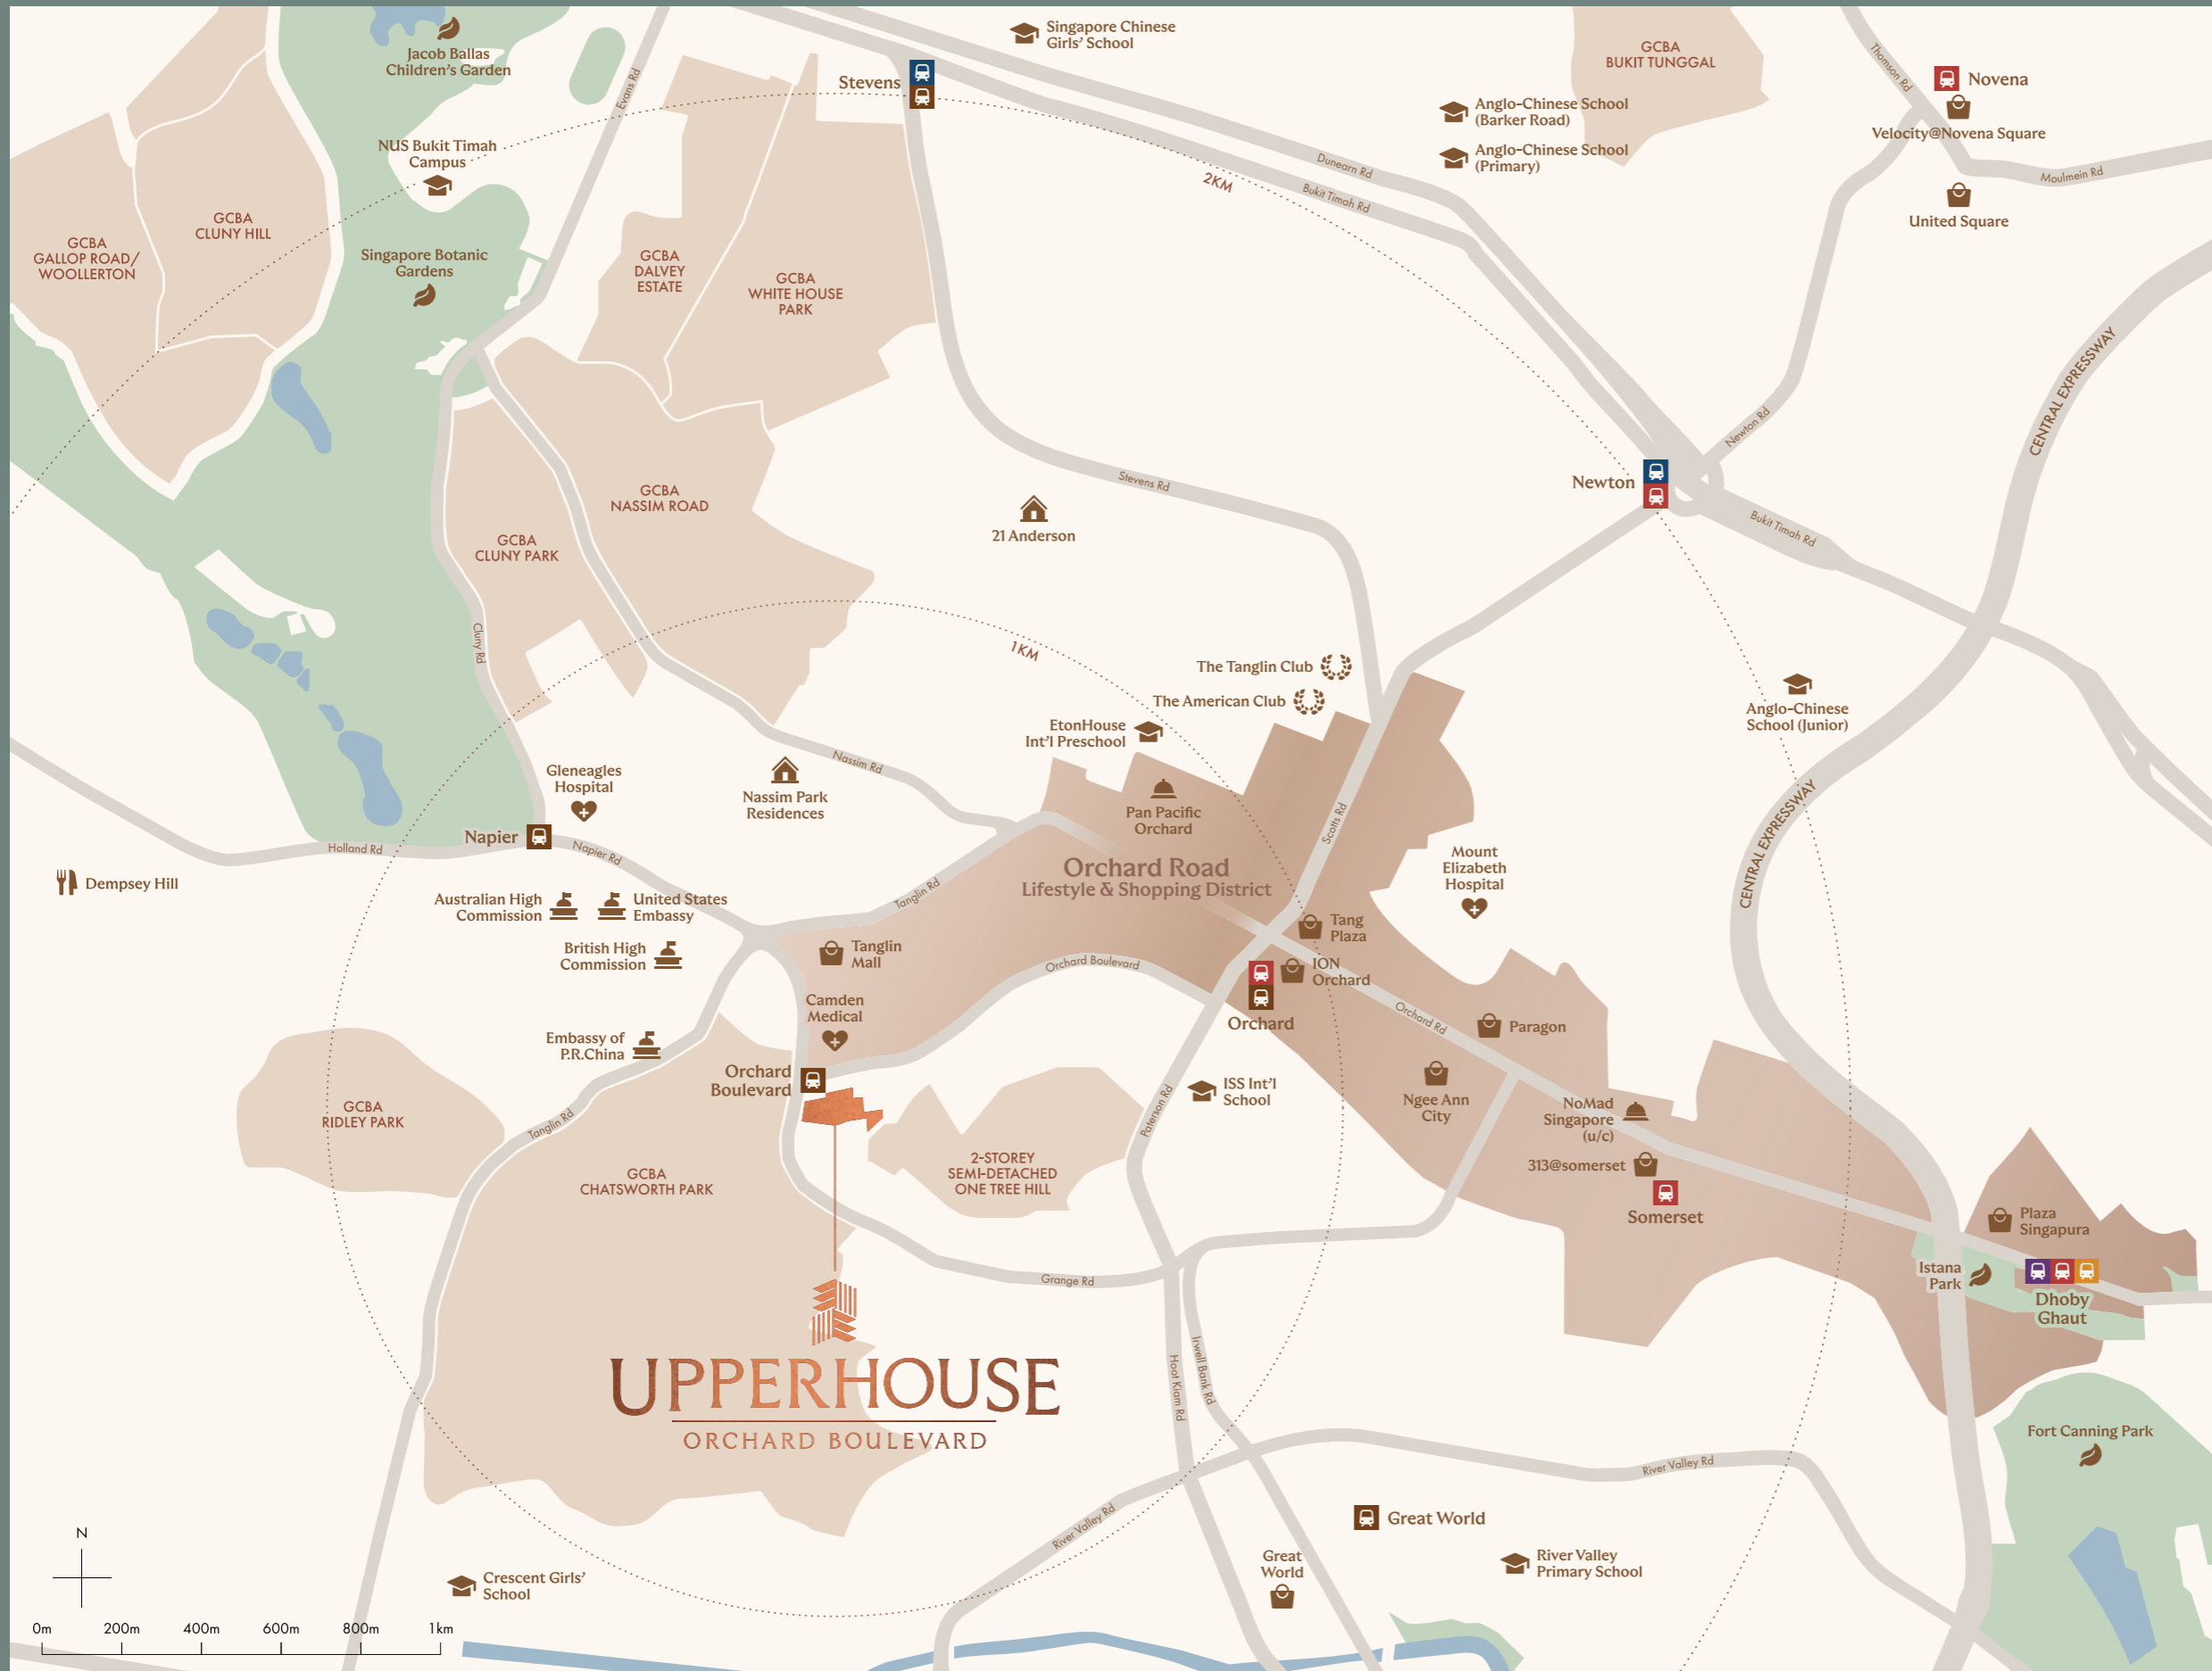 Jacob Ballas
Children's Garden
Evans Rd
Stevens
Singapore Chinese
Girls' School
GCBA
BUKIT TUNGGAL
Thomson Rd
Novena
Velocity@Novena Square
Moulmein Rd
United Square
Anglo-Chinese School
(Barker Road)
Anglo-Chinese School
(Primary)
NUS Bukit Timah
Campus
Dunearn Rd
Bukit Timah Rd
2KM
GCBA
CLUNY HILL
GCBA
GALLOP ROAD/
WOOLLERTON
Singapore Botanic
Gardens
GCBA
DALVEY
ESTATE
GCBA
WHITE HOUSE
PARK
CENTRAL EXPRESSWAY
Newton Rd
Newton
Bukit Timah Rd
Stevens Rd
GCBA
NASSIM ROAD
21 Anderson
GCBA
CLUNY PARK
Cluny Rd
1KM
The Tanglin Club
The American Club
EtonHouse
Int'l Preschool
Anglo-Chinese
School (Junior)
Nassim Rd
Gleneagles
Hospital
Nassim Park
Residences
Pan Pacific
Orchard
Scotts Rd
CENTRAL EXPRESSWAY
Napier
Holland Rd
Napier Rd
Mount
Elizabeth
Hospital
Orchard Road
Lifestyle & Shopping District
Dempsey Hill
Tanglin Rd
Australian High
Commission
United States
Embassy
British High
Commission
Tanglin
Mall
Tang
Plaza
Orchard Boulevard
ION
Orchard
Camden
Medical
Orchard
Orchard Rd
Paragon
Embassy of
P.R.China
Orchard
Boulevard
ISS Int'l
School
Paterson Rd
Ngee Ann
City
NoMad
Singapore
(u/c)
GCBA
RIDLEY PARK
Tanglin Rd
GCBA
CHATSWORTH PARK
2-STOREY
SEMI-DETACHED
ONE TREE HILL
313@somerset
Somerset
Plaza
Singapura
Istana
Park
Dhoby
Ghaut
Grange Rd
Hoot Kiam Rd
Irwell Bank Rd
UPPERHOUSE
ORCHARD BOULEVARD
Fort Canning Park
River Valley Rd
River Valley Rd
Great World
Great
World
River Valley
Primary School
Crescent Girls'
School
N
0m 200m 400m 600m 800m 1km